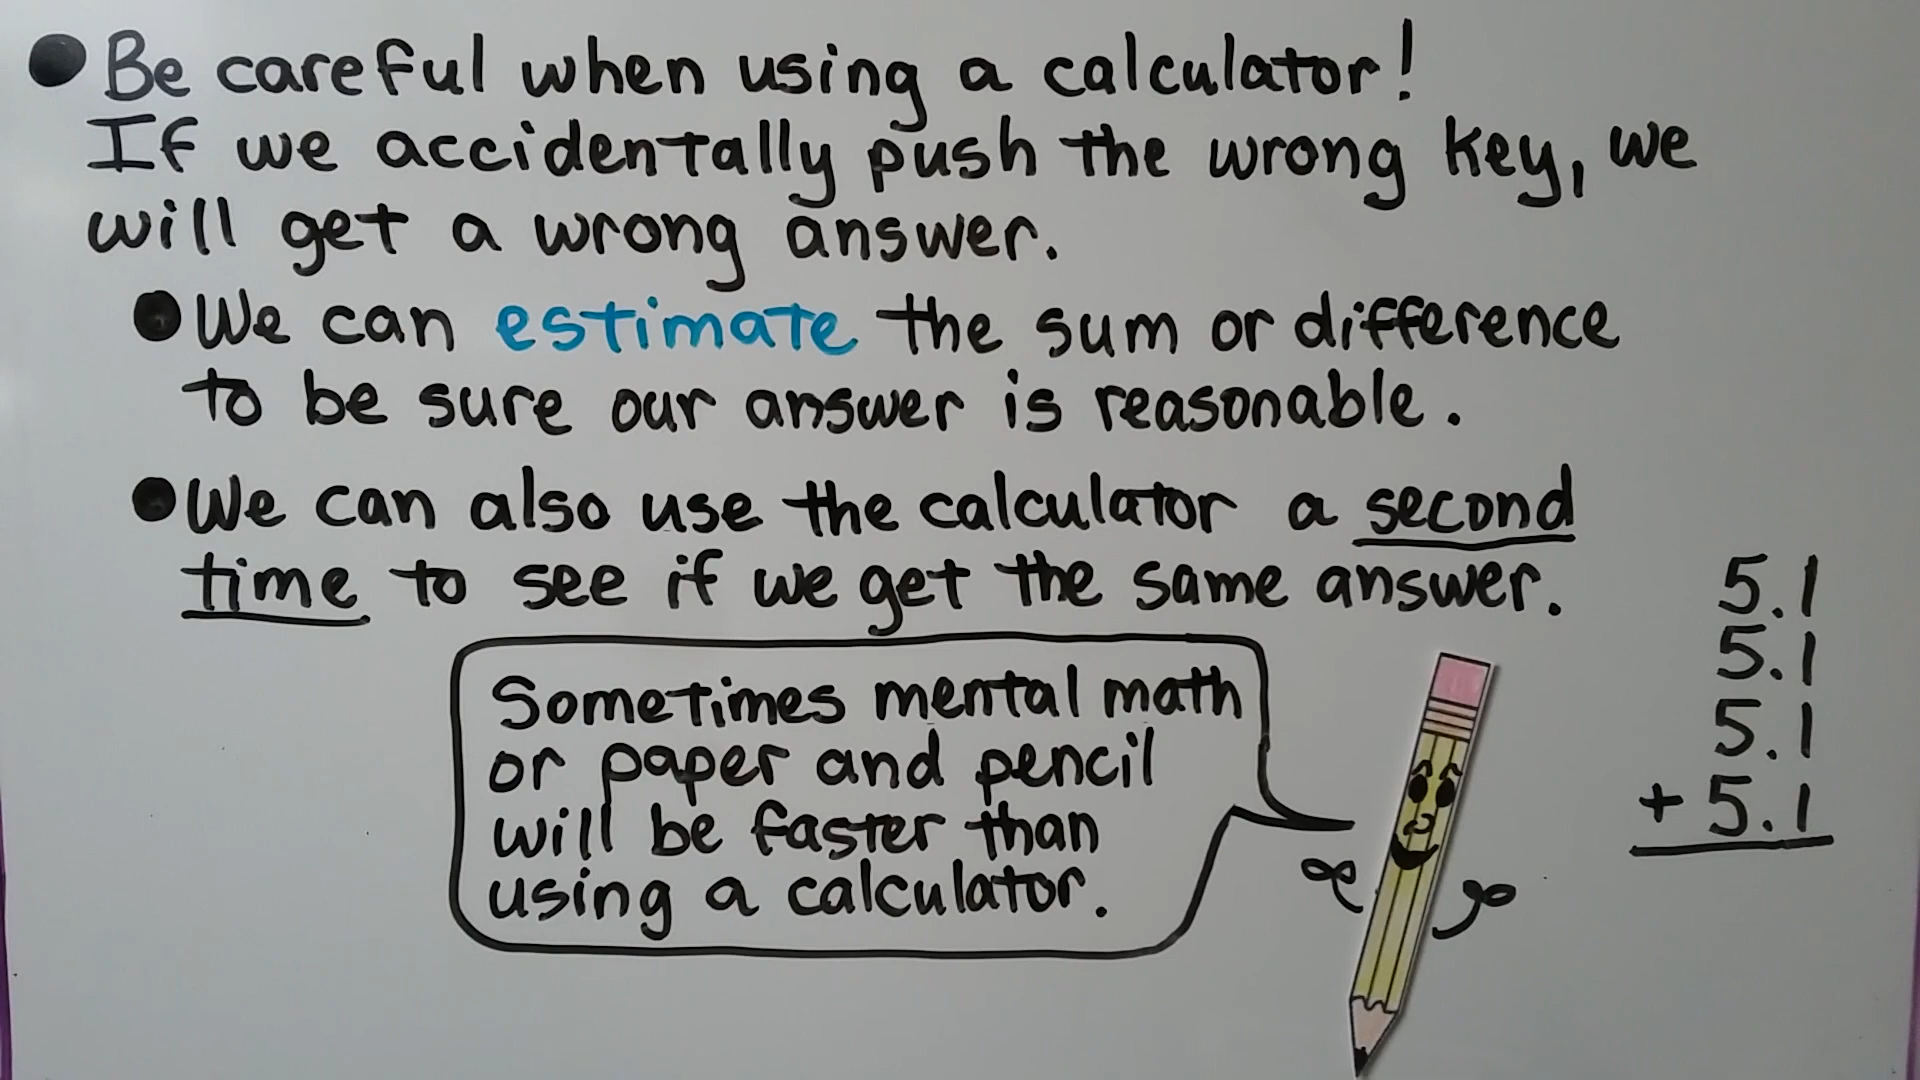 Be careful when using a calculator!
If we accidentally push the wrong key, we
will get a wrong answer.
We can estimate the sum or difference
to be sure our answer is reasonable.
We can also use the calculator a second
time to see if we get the same answer.
Sometimes mental math
or paper and pencil
will be faster than
using a calculator.
5.1
5.1
5.1
+ 5.1